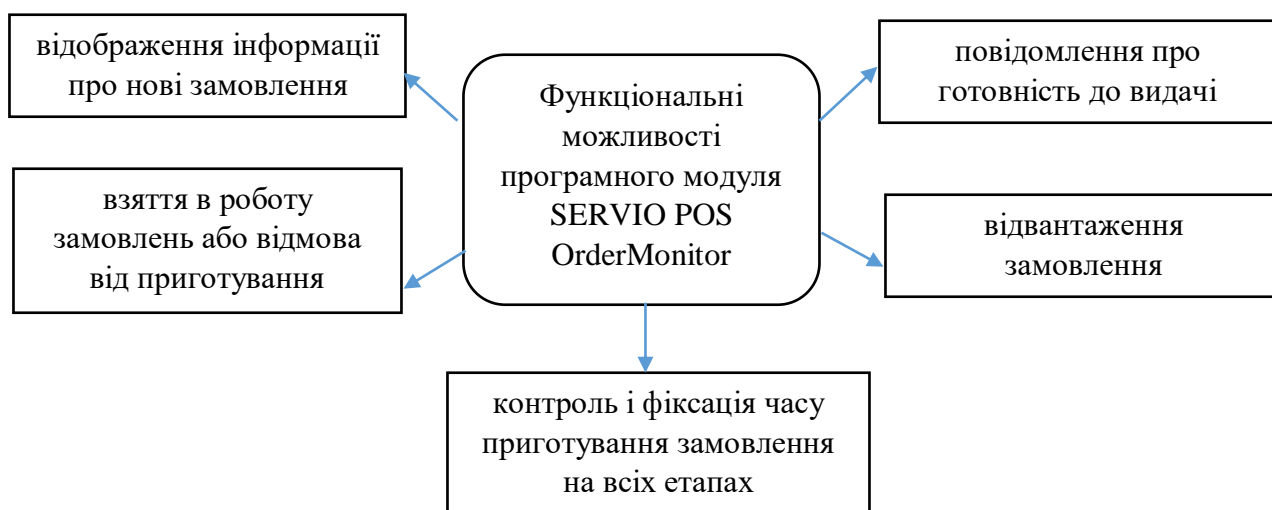 відображення інформації
про нові замовлення
взяття в роботу
замовлень або відмова
від приготування
Функціональні
можливості
програмного модуля
SERVIO POS
OrderMonitor
повідомлення про
готовність до видачі
відвантаження
замовлення
контроль і фіксація часу
приготування замовлення
на всіх етапах